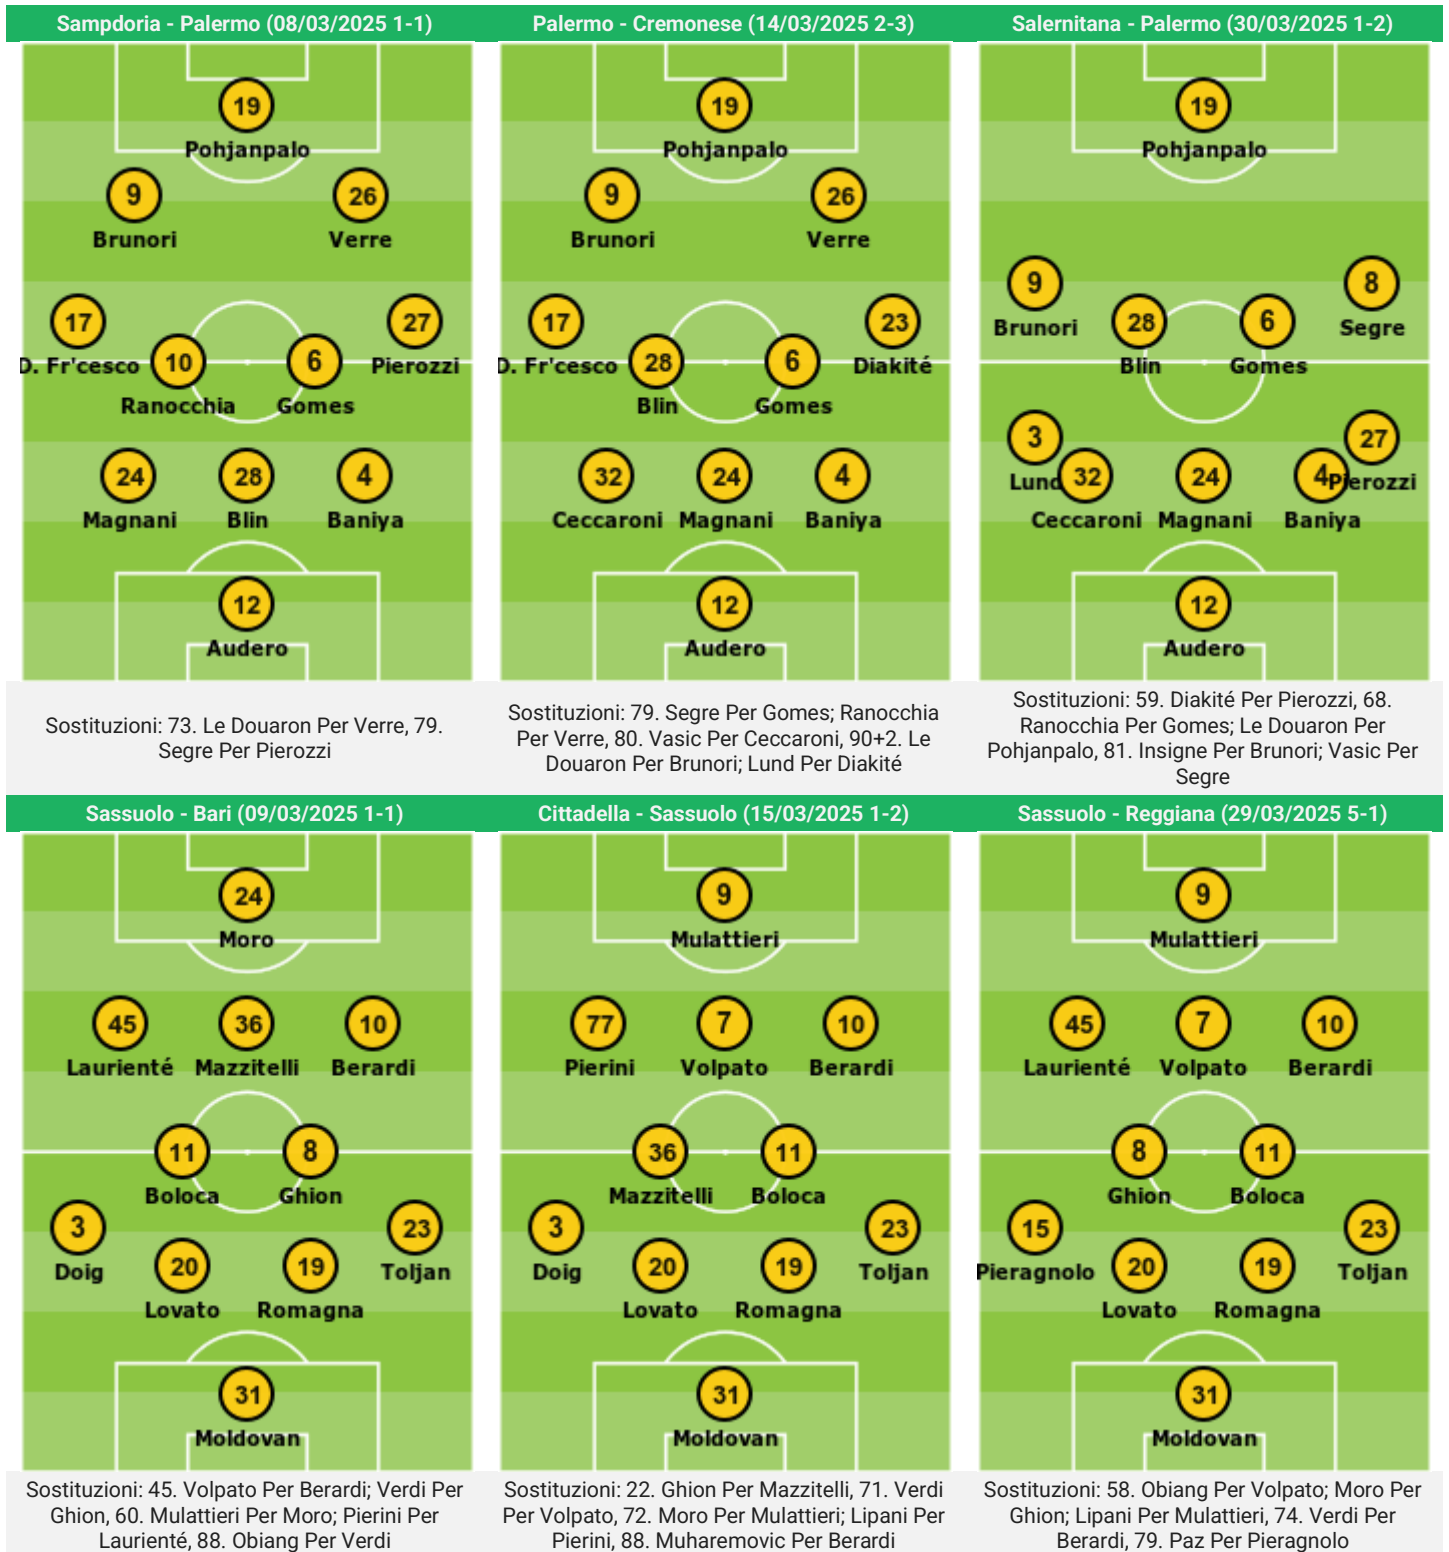 Sampdoria - Palermo (08/03/2025 1-1)
19
Pohjanpalo
9
26
Brunori
Verre
17
27
D. Fr'cesco
10
6
Pierozzi
Ranocchia
Gomes
24
28
4
Magnani
Blin
Baniya
12
Audero
Sostituzioni: 73. Le Douaron Per Verre, 79.
Segre Per Pierozzi
Palermo - Cremonese (14/03/2025 2-3)
19
Pohjanpalo
9
26
Brunori
Verre
17
23
D. Fr'cesco
28
6
Diakité
Blin
Gomes
32
24
4
Ceccaroni
Magnani
Baniya
12
Audero
Sostituzioni: 79. Segre Per Gomes; Ranocchia
Per Verre, 80. Vasic Per Ceccaroni, 90+2. Le
Douaron Per Brunori; Lund Per Diakité
Salernitana - Palermo (30/03/2025 1-2)
19
Pohjanpalo
9
8
Brunori
28
6
Segre
Blin
Gomes
3
27
Lund
32
24
4
Pierozzi
Ceccaroni
Magnani
Baniya
12
Audero
Sostituzioni: 59. Diakité Per Pierozzi, 68.
Ranocchia Per Gomes; Le Douaron Per
Pohjanpalo, 81. Insigne Per Brunori; Vasic Per
Segre
Sassuolo - Bari (09/03/2025 1-1)
24
Moro
45
36
10
Laurienté
Mazzitelli
Berardi
11
8
Boloca
Ghion
3
23
Doig
20
19
Toljan
Lovato
Romagna
31
Moldovan
Sostituzioni: 45. Volpato Per Berardi; Verdi Per
Ghion, 60. Mulattieri Per Moro; Pierini Per
Laurienté, 88. Obiang Per Verdi
Cittadella - Sassuolo (15/03/2025 1-2)
9
Mulattieri
77
7
10
Pierini
Volpato
Berardi
36
11
Mazzitelli
Boloca
3
23
Doig
20
19
Toljan
Lovato
Romagna
31
Moldovan
Sostituzioni: 22. Ghion Per Mazzitelli, 71. Verdi
Per Volpato, 72. Moro Per Mulattieri; Lipani Per
Pierini, 88. Muharemovic Per Berardi
Sassuolo - Reggiana (29/03/2025 5-1)
9
Mulattieri
45
7
10
Laurienté
Volpato
Berardi
8
11
Ghion
Boloca
15
23
Pieragnolo
20
19
Toljan
Lovato
Romagna
31
Moldovan
Sostituzioni: 58. Obiang Per Volpato; Moro Per
Ghion; Lipani Per Mulattieri, 74. Verdi Per
Berardi, 79. Paz Per Pieragnolo